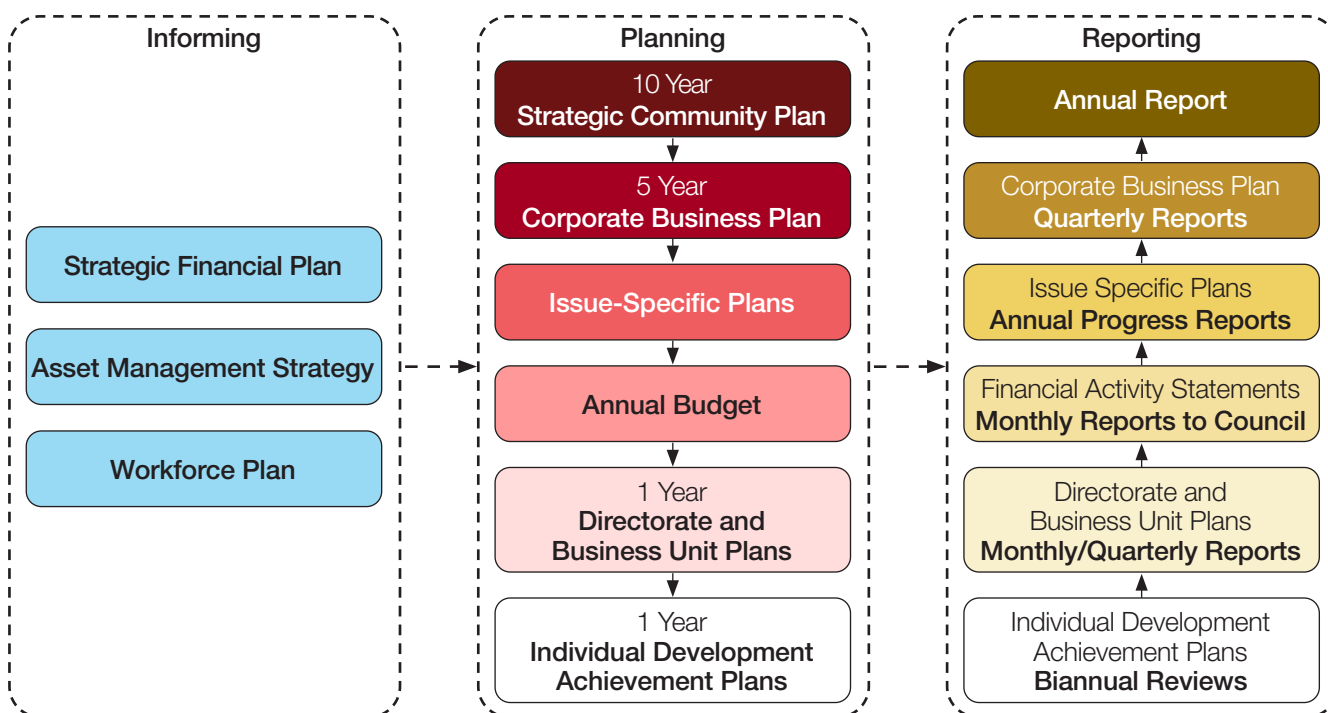 Informing
Strategic Financial Plan
Asset Management Strategy
Workforce Plan
Planning
10 Year
Strategic Community Plan
5 Year
Corporate Business Plan
Issue-Specific Plans
Annual Budget
1 Year
Directorate and
Business Unit Plans
1 Year
Individual Development
Achievement Plans
Reporting
Annual Report
Corporate Business Plan
Quarterly Reports
Issue Specific Plans
Annual Progress Reports
Financial Activity Statements
Monthly Reports to Council
Directorate and
Business Unit Plans
Monthly/Quarterly Reports
Individual Development
Achievement Plans
Biannual Reviews